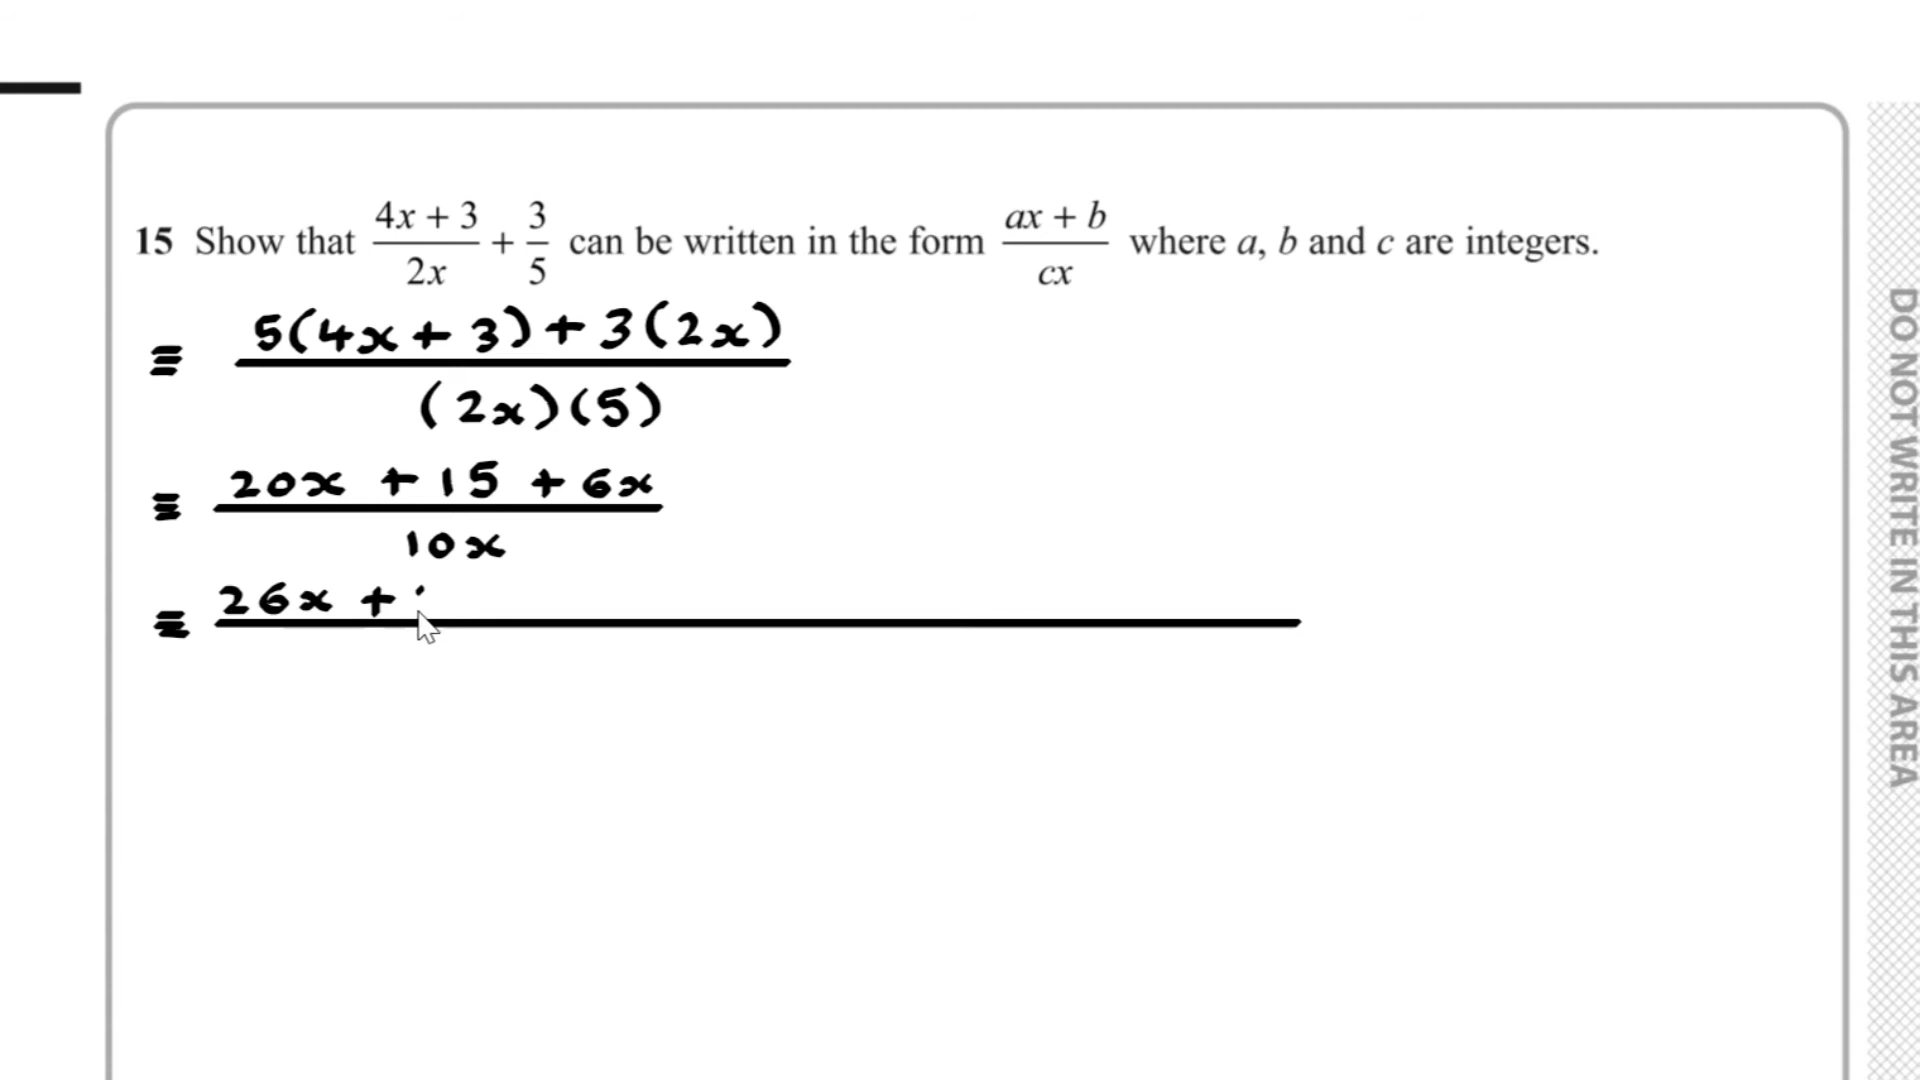 15 Show that (4x + 3)/(2x) + 3/5 can be written in the form (ax + b)/(cx) where a, b and c are integers.
≡ (5(4x + 3) + 3(2x))/((2x)(5))
≡ (20x + 15 + 6x)/(10x)
≡ 26x +
DO NOT WRITE IN THIS AREA